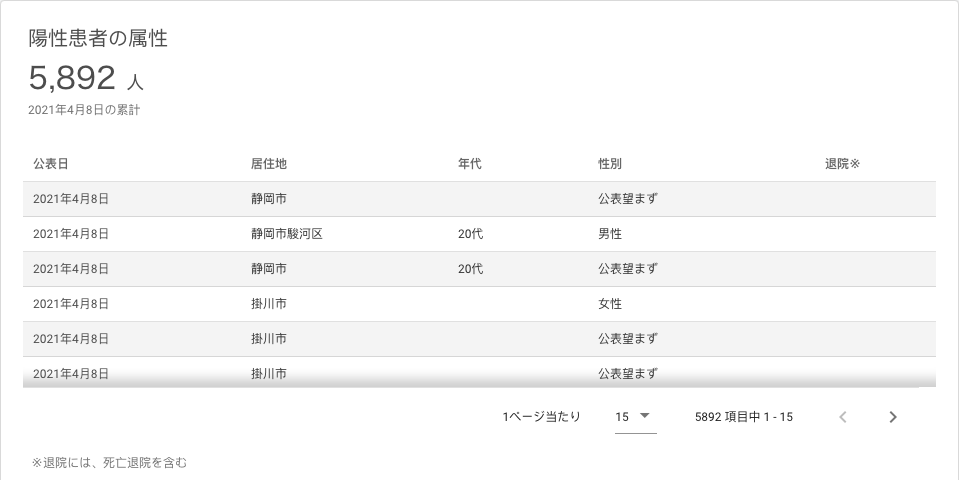 陽性患者の属性
5,892 人
2021年4月8日の累計
公表日 居住地 年代 性別 退院※
2021年4月8日 静岡市 公表望まず
2021年4月8日 静岡市駿河区 20代 男性
2021年4月8日 静岡市 20代 公表望まず
2021年4月8日 掛川市 女性
2021年4月8日 掛川市 公表望まず
2021年4月8日 掛川市 公表望まず
1ページ当たり 15 5892 項目中 1 - 15
※退院には、死亡退院を含む